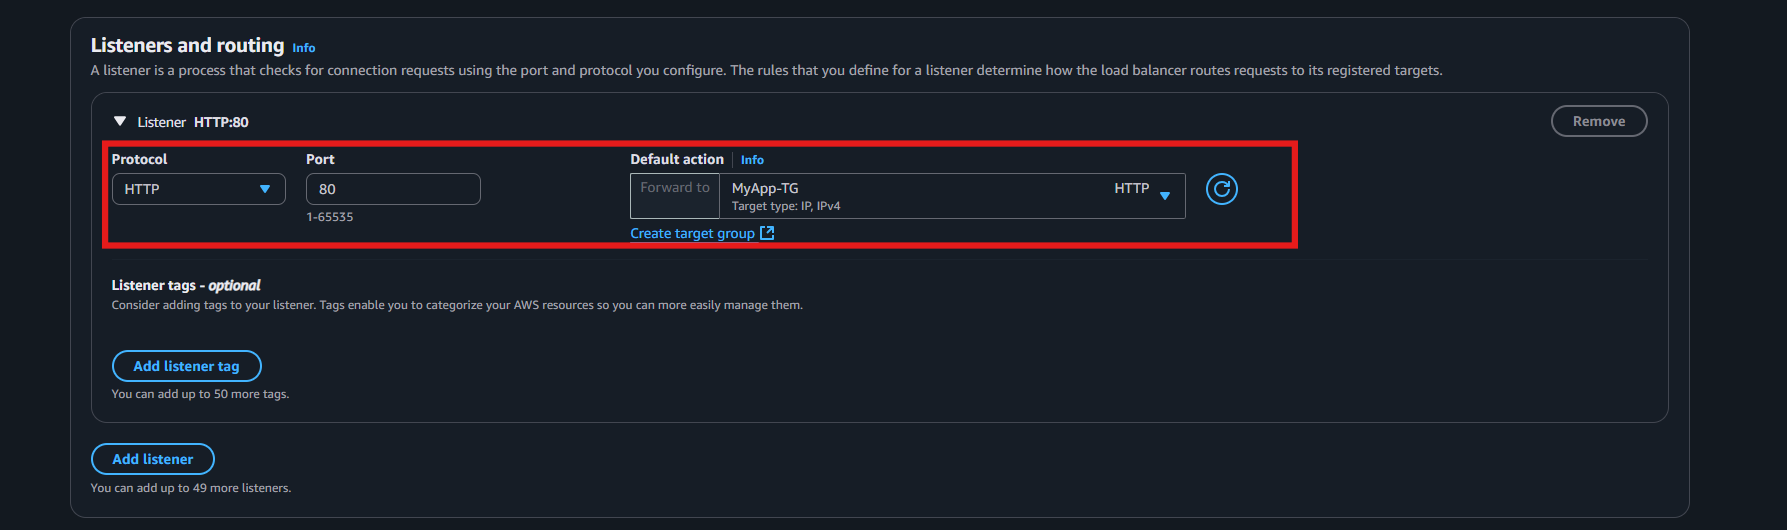 Listeners and routing Info
A listener is a process that checks for connection requests using the port and protocol you configure. The rules that you define for a listener determine how the load balancer routes requests to its registered targets.
Listener HTTP:80
Remove
Protocol Port Default action Info
HTTP 80 Forward to MyApp-TG HTTP
Target type: IP, IPv4
1-65535
Create target group
Listener tags - optional
Consider adding tags to your listener. Tags enable you to categorize your AWS resources so you can more easily manage them.
Add listener tag
You can add up to 50 more tags.
Add listener
You can add up to 49 more listeners.